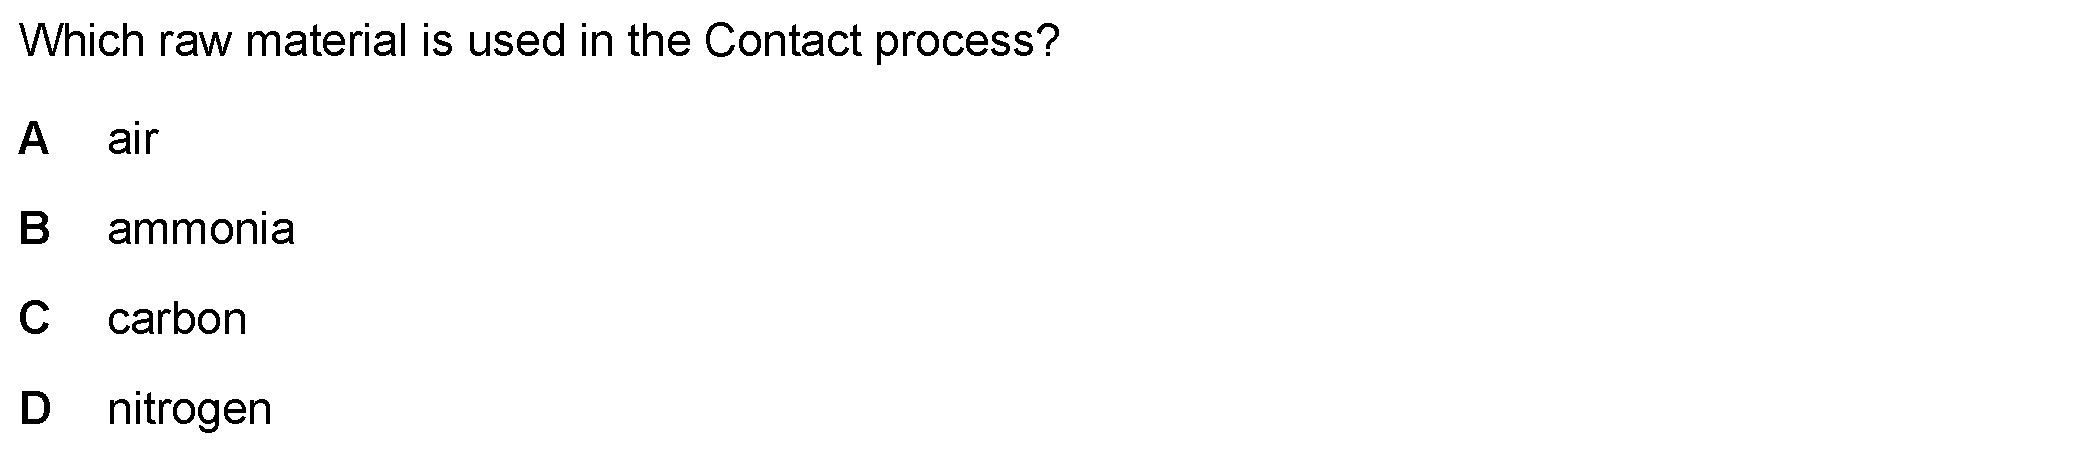 Which raw material is used in the Contact process?
A air
B ammonia
C carbon
D nitrogen